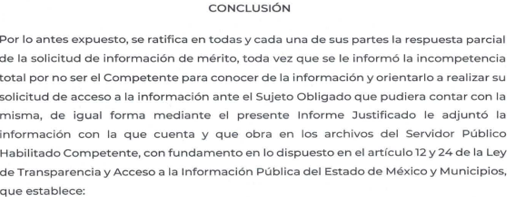 CONCLUSIÓN
Por lo antes expuesto, se ratifica en todas y cada una de sus partes la respuesta parcial
de la solicitud de información de mérito, toda vez que se le informó la incompetencia
total por no ser el Competente para conocer de la información y orientarlo a realizar su
solicitud de acceso a la información ante el Sujeto Obligado que pudiera contar con la
misma, de igual forma mediante el presente Informe Justificado le adjuntó la
información con la que cuenta y que obra en los archivos del Servidor Público
Habilitado Competente, con fundamento en lo dispuesto en el artículo 12 y 24 de la Ley
de Transparencia y Acceso a la Información Pública del Estado de México y Municipios,
que establece: